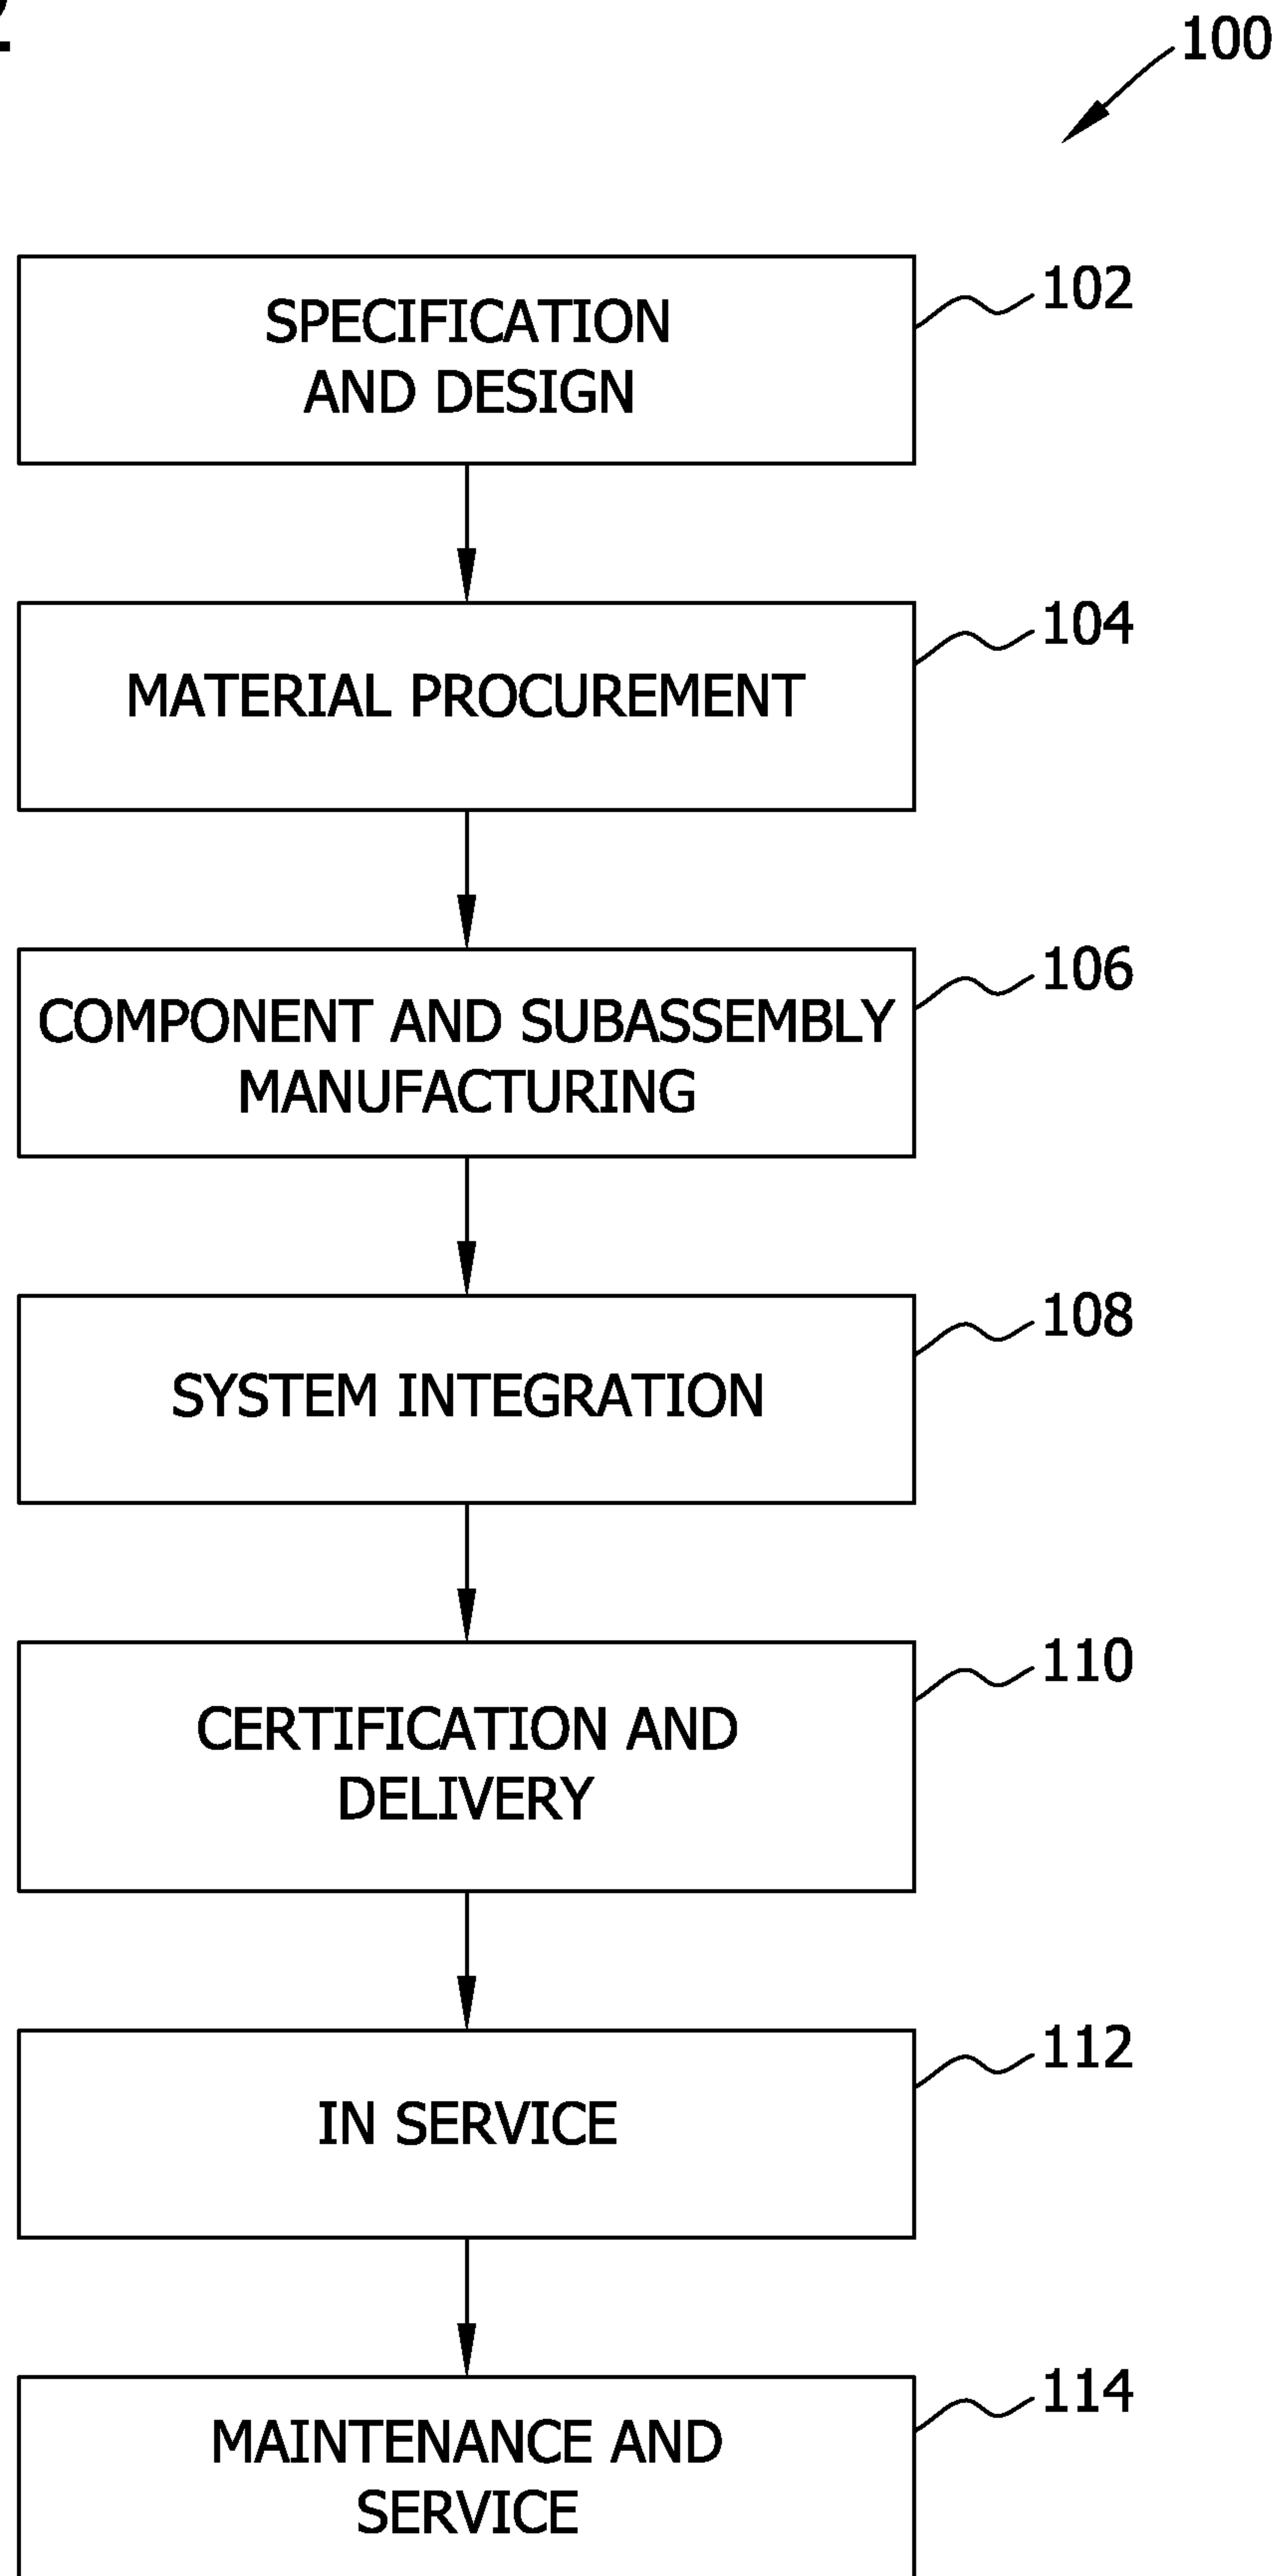 100
SPECIFICATION
AND DESIGN
102
MATERIAL PROCUREMENT
104
COMPONENT AND SUBASSEMBLY
MANUFACTURING
106
SYSTEM INTEGRATION
108
CERTIFICATION AND
DELIVERY
110
IN SERVICE
112
MAINTENANCE AND
SERVICE
114